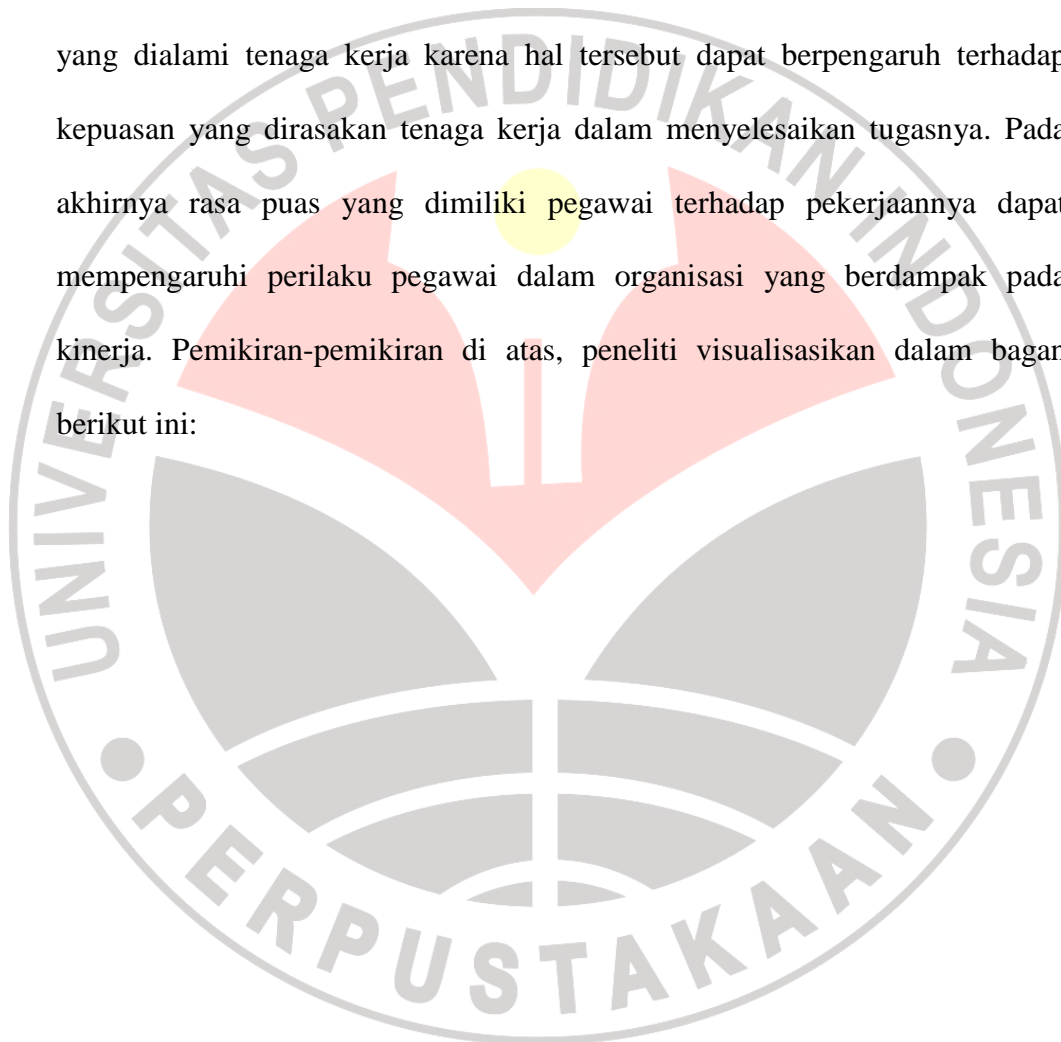 yang dialami tenaga kerja karena hal tersebut dapat berpengaruh terhadap
kepuasan yang dirasakan tenaga kerja dalam menyelesaikan tugasnya. Pada
akhirnya rasa puas yang dimiliki pegawai terhadap pekerjaannya dapat
mempengaruhi perilaku pegawai dalam organisasi yang berdampak pada
kinerja. Pemikiran-pemikiran di atas, peneliti visualisasikan dalam bagan
berikut ini:
UNIVERSITAS PENDIDIKAN INDONESIA
PERPUSTAKAAN